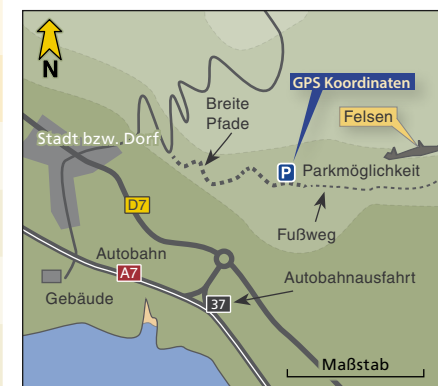 N
GPS Koordinaten
Breite
Pfade
Felsen
Stadt bzw. Dorf
P
Parkmöglichkeit
D7
Fußweg
Autobahn
A7
Autobahnausfahrt
Gebäude
37
Maßstab